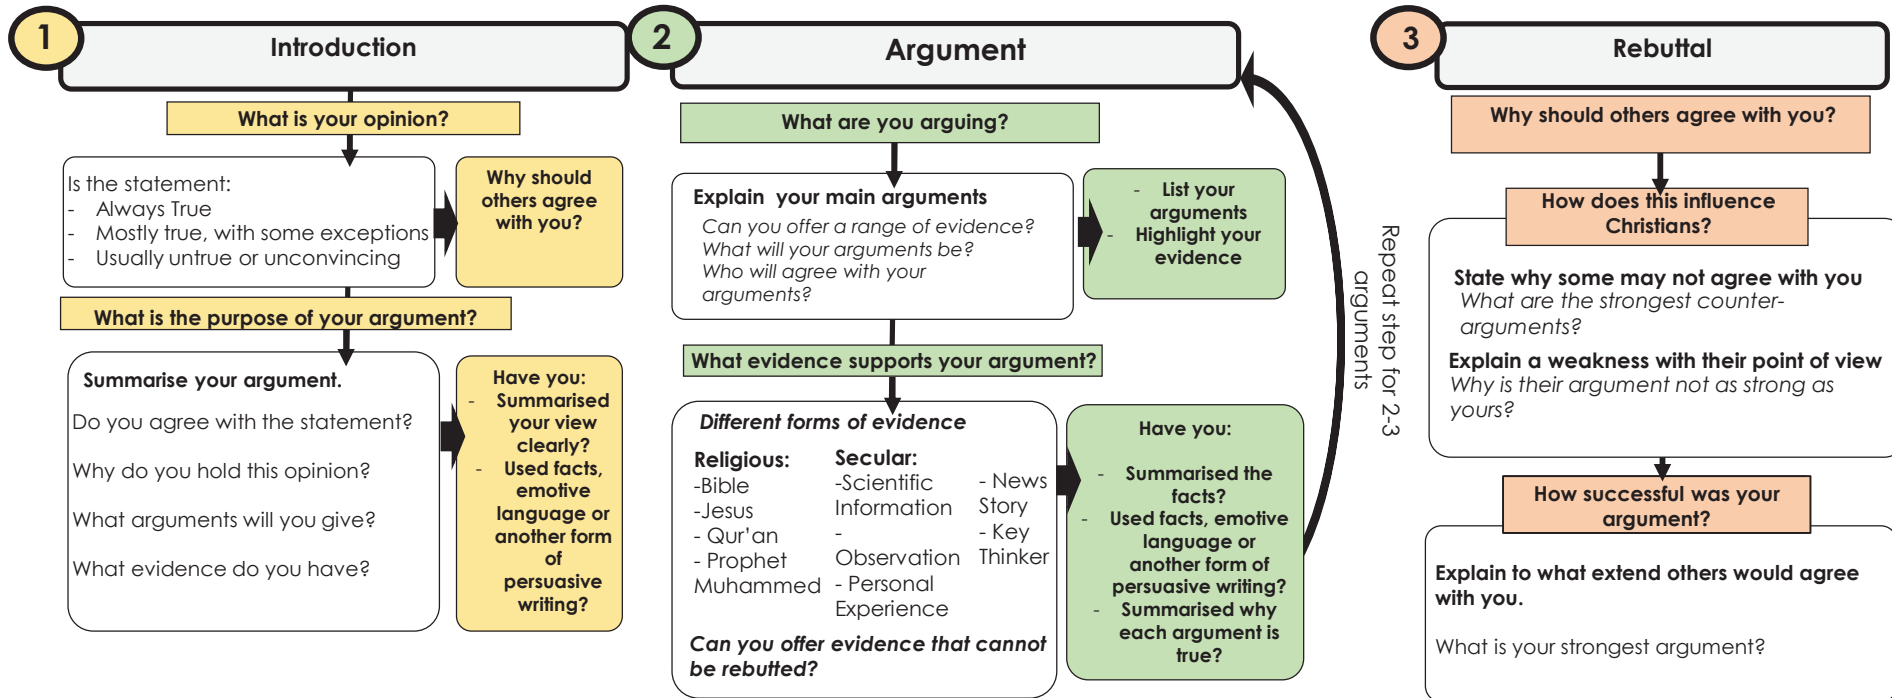 1
Introduction
What is your opinion?
Is the statement:
- Always True
- Mostly true, with some exceptions
- Usually untrue or unconvincing
Why should
others agree
with you?
What is the purpose of your argument?
Summarise your argument.
Do you agree with the statement?
Why do you hold this opinion?
What arguments will you give?
What evidence do you have?
Have you:
- Summarised
your view
clearly?
- Used facts,
emotive
language or
another form
of
persuasive
writing?
2
Argument
What are you arguing?
Explain your main arguments
Can you offer a range of evidence?
What will your arguments be?
Who will agree with your
arguments?
- List your
arguments
- Highlight your
evidence
What evidence supports your argument?
Different forms of evidence
Religious:
-Bible
-Jesus
- Qur'an
- Prophet
Muhammed
Secular:
-Scientific
Information
-
Observation
- Personal
Experience
- News
Story
- Key
Thinker
Can you offer evidence that cannot
be rebutted?
Have you:
- Summarised the
facts?
- Used facts, emotive
language or
another form of
persuasive writing?
- Summarised why
each argument is
true?
Repeat step for 2-3
arguments
3
Rebuttal
Why should others agree with you?
How does this influence
Christians?
State why some may not agree with you
What are the strongest counter-
arguments?
Explain a weakness with their point of view
Why is their argument not as strong as
yours?
How successful was your
argument?
Explain to what extend others would agree
with you.
What is your strongest argument?